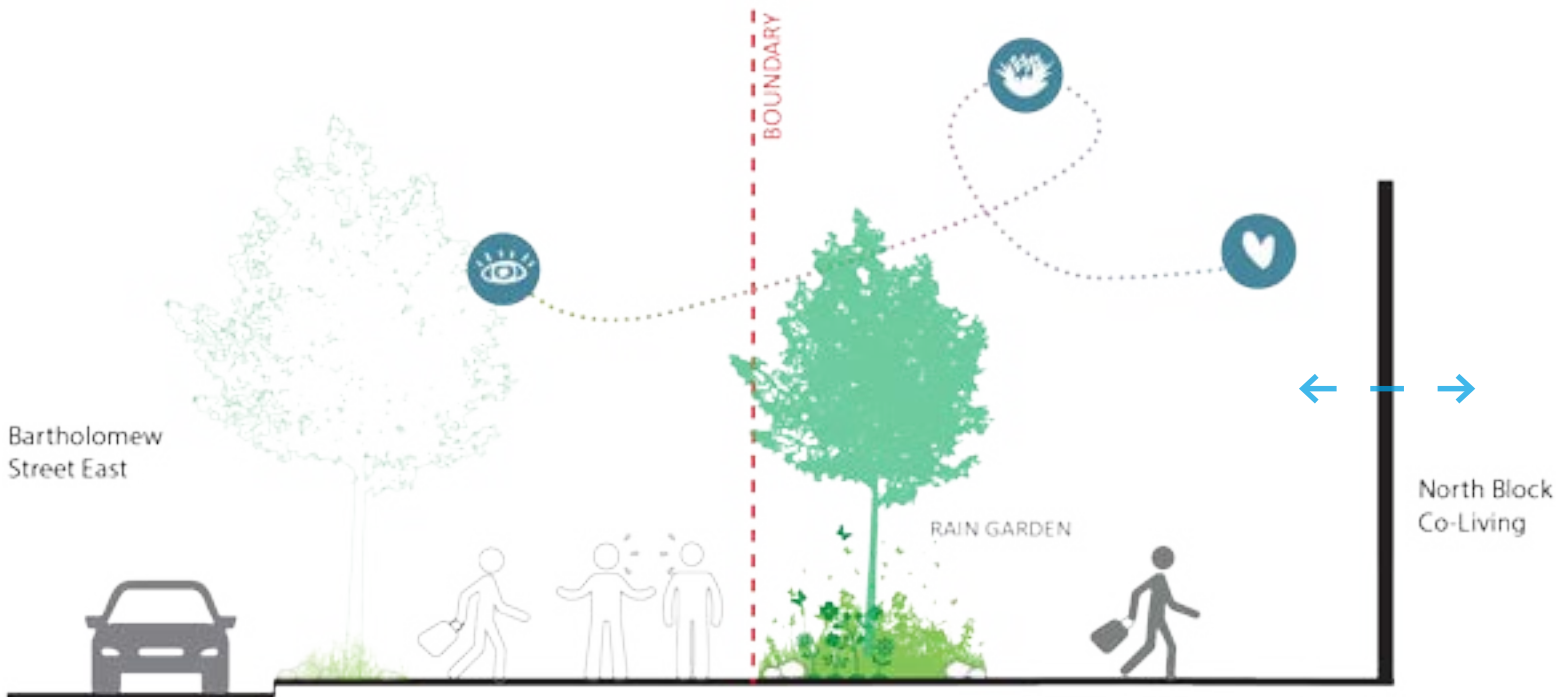 BOUNDARY
Bartholomew
Street East
RAIN GARDEN
North Block
Co-Living